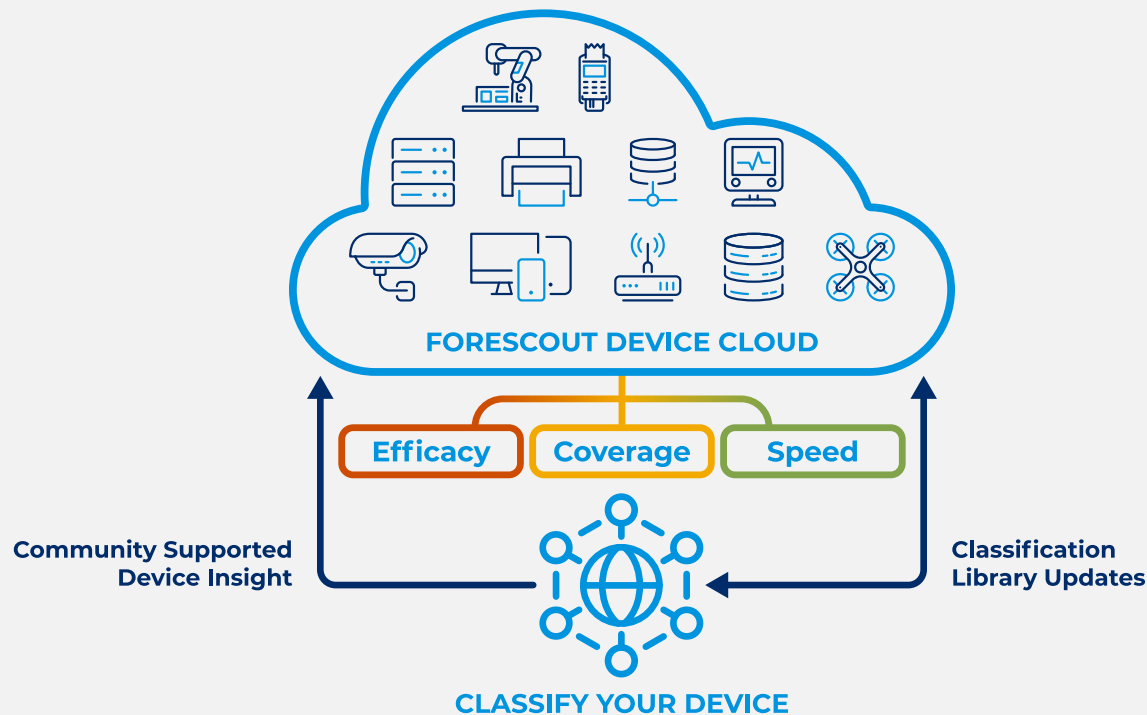 FORESCOUT DEVICE CLOUD
Efficacy
Coverage
Speed
Community Supported
Device Insight
Classification
Library Updates
CLASSIFY YOUR DEVICE